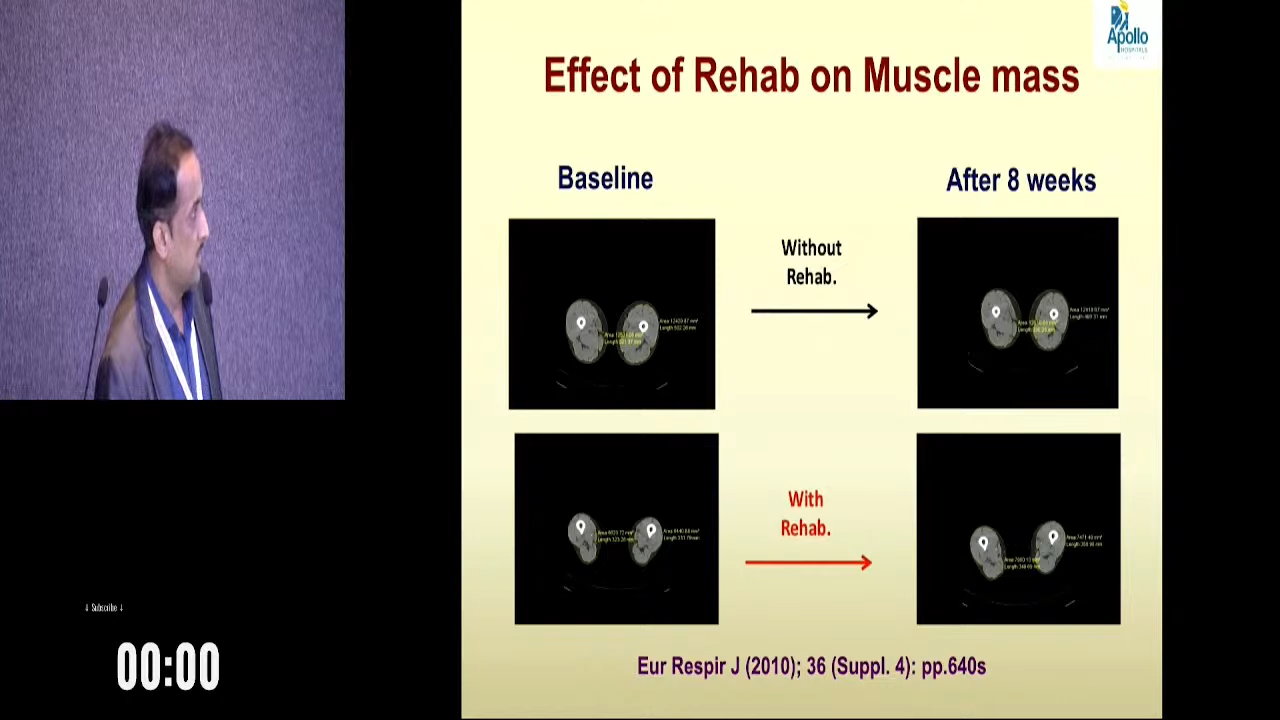 Apollo
HOSPITALS
Effect of Rehab on Muscle mass
Baseline
After 8 weeks
Without
Rehab.
With
Rehab.
Eur Respir J (2010); 36 (Suppl. 4): pp.640s
↓ Subscribe ↓
00:00